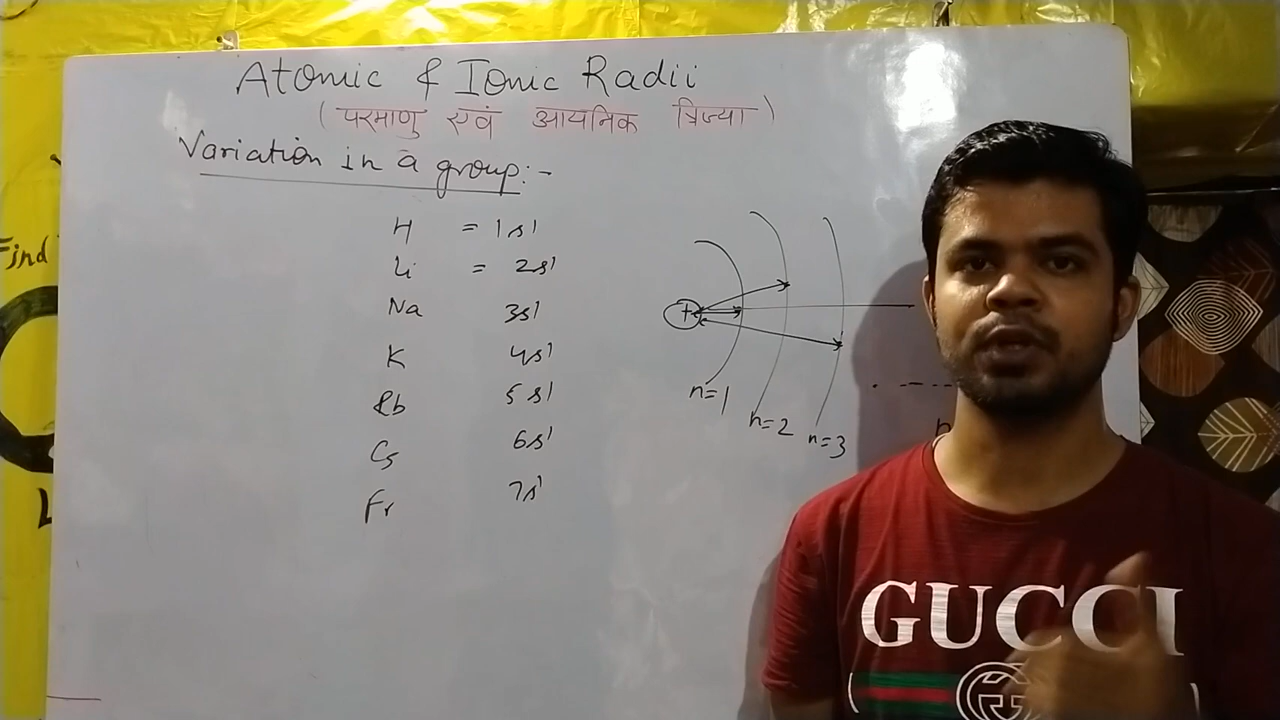 Atomic & Ionic Radii
(परमाणु एवं आयनिक त्रिज्या)
Variation in a group:-
H = 1s¹
Li = 2s¹
Na 3s¹
K 4s¹
Rb 5s¹
Cs 6s¹
Fr 7s¹
+
n=1
n=2
n=3
Find
GUCCI